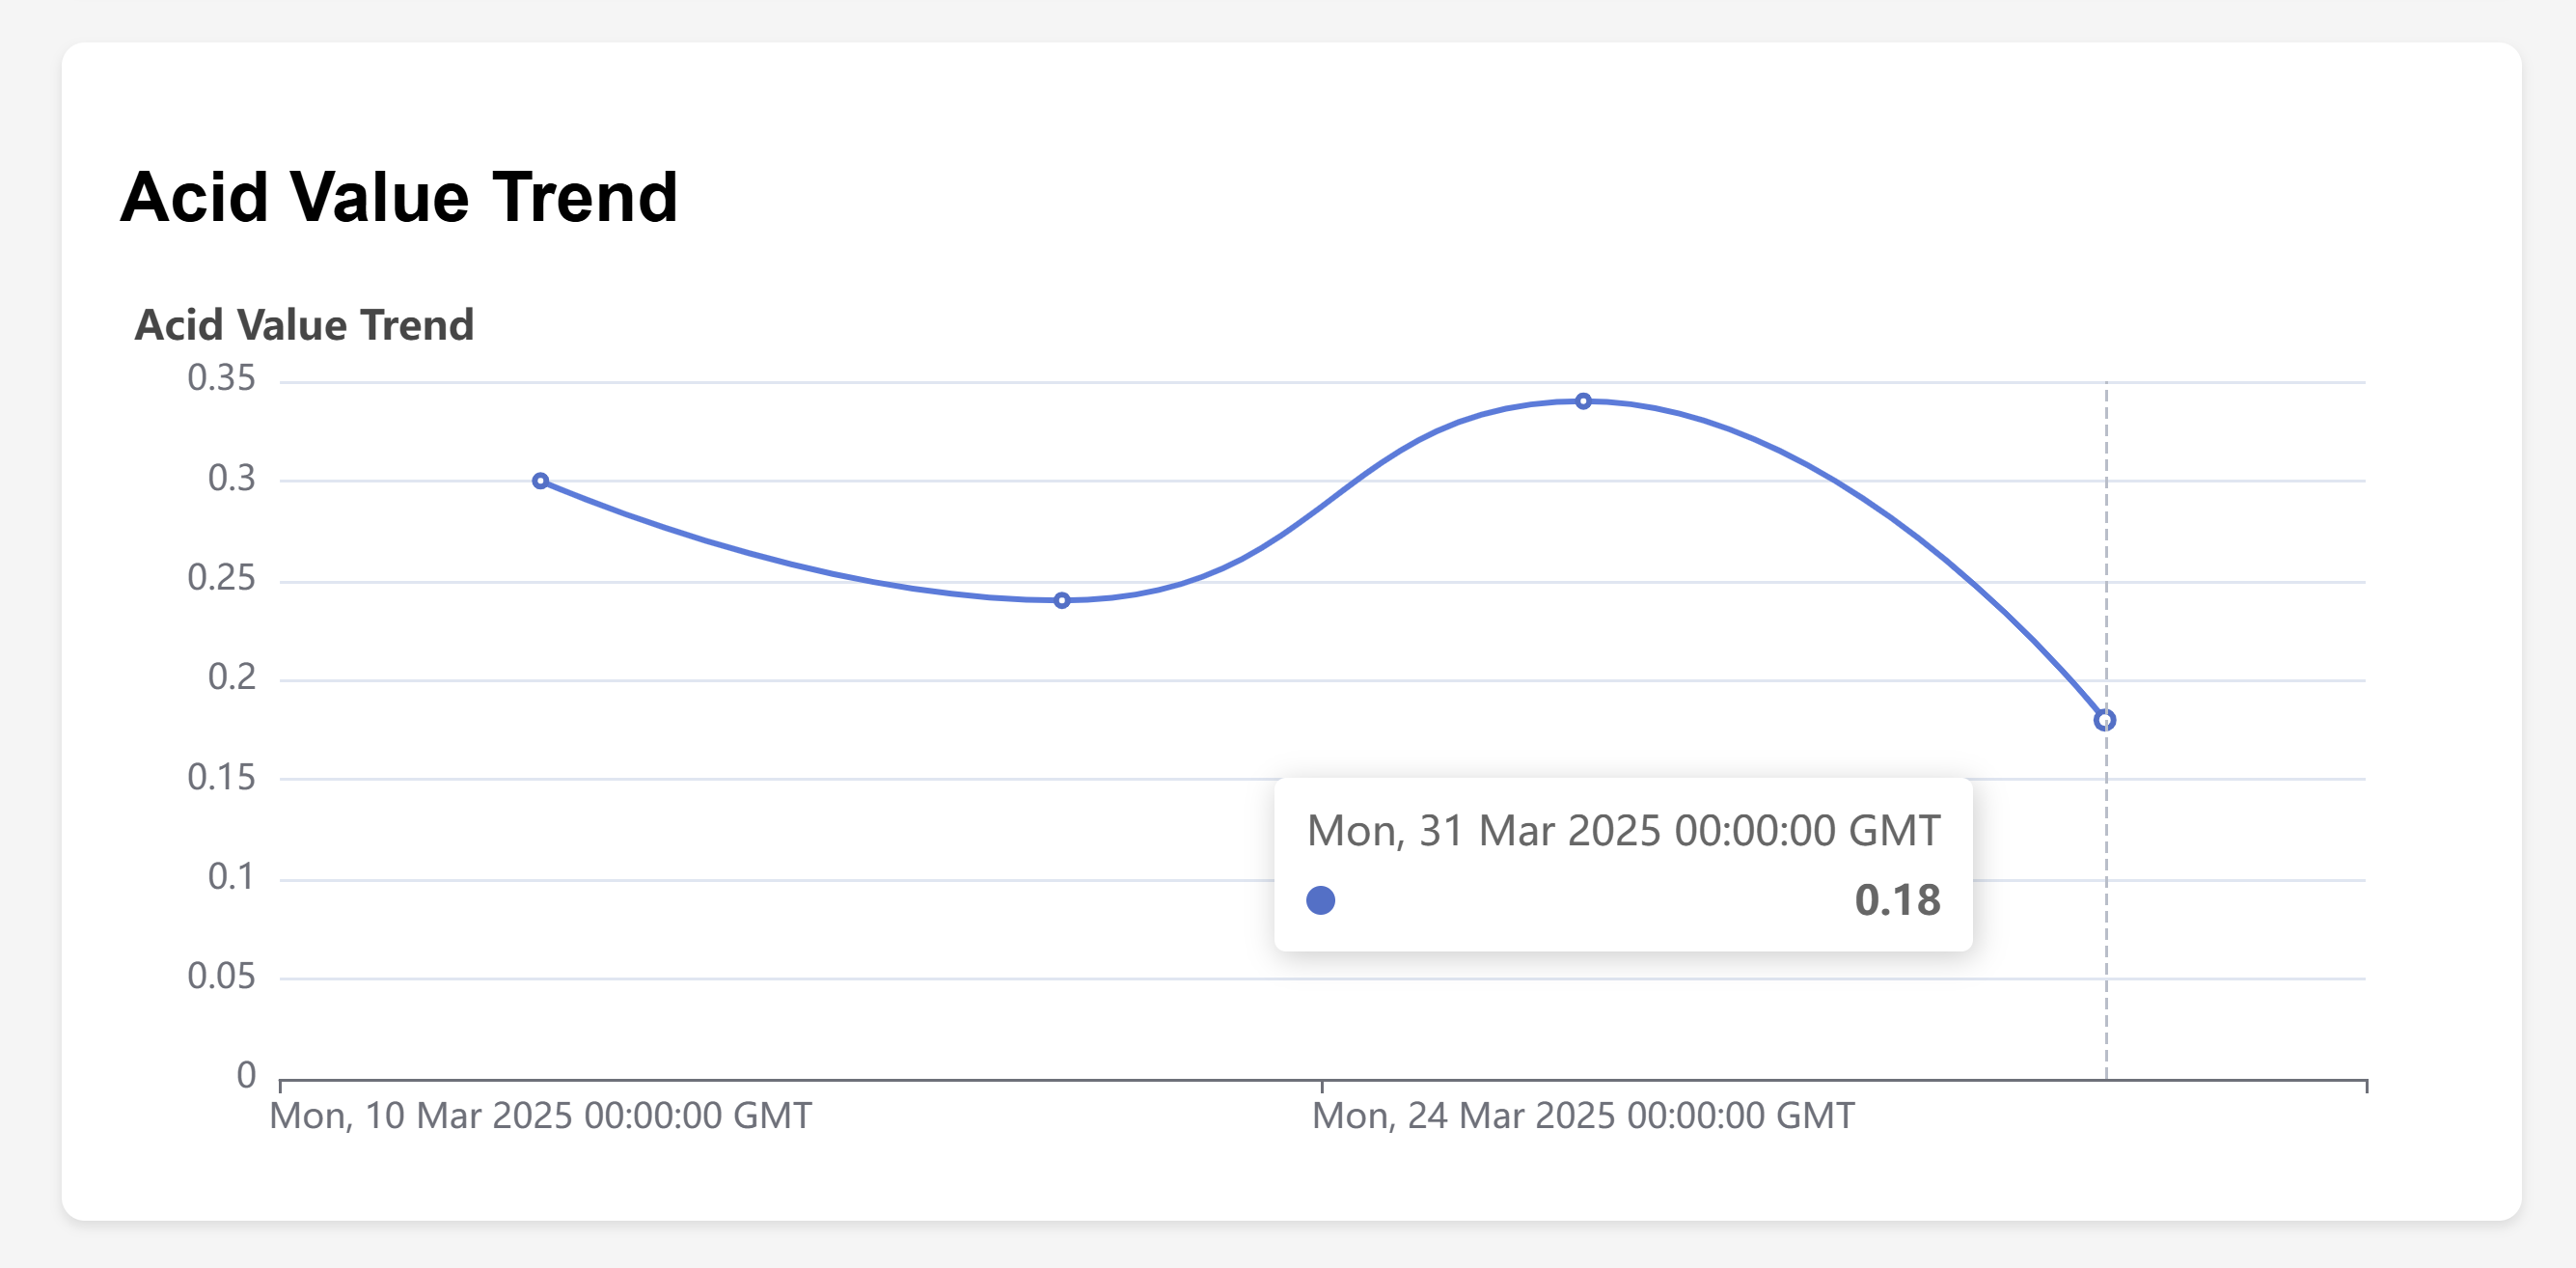 Acid Value Trend
Acid Value Trend
0.35
0.3
0.25
0.2
0.15
0.1
0.05
0
Mon, 31 Mar 2025 00:00:00 GMT
0.18
Mon, 10 Mar 2025 00:00:00 GMT
Mon, 24 Mar 2025 00:00:00 GMT